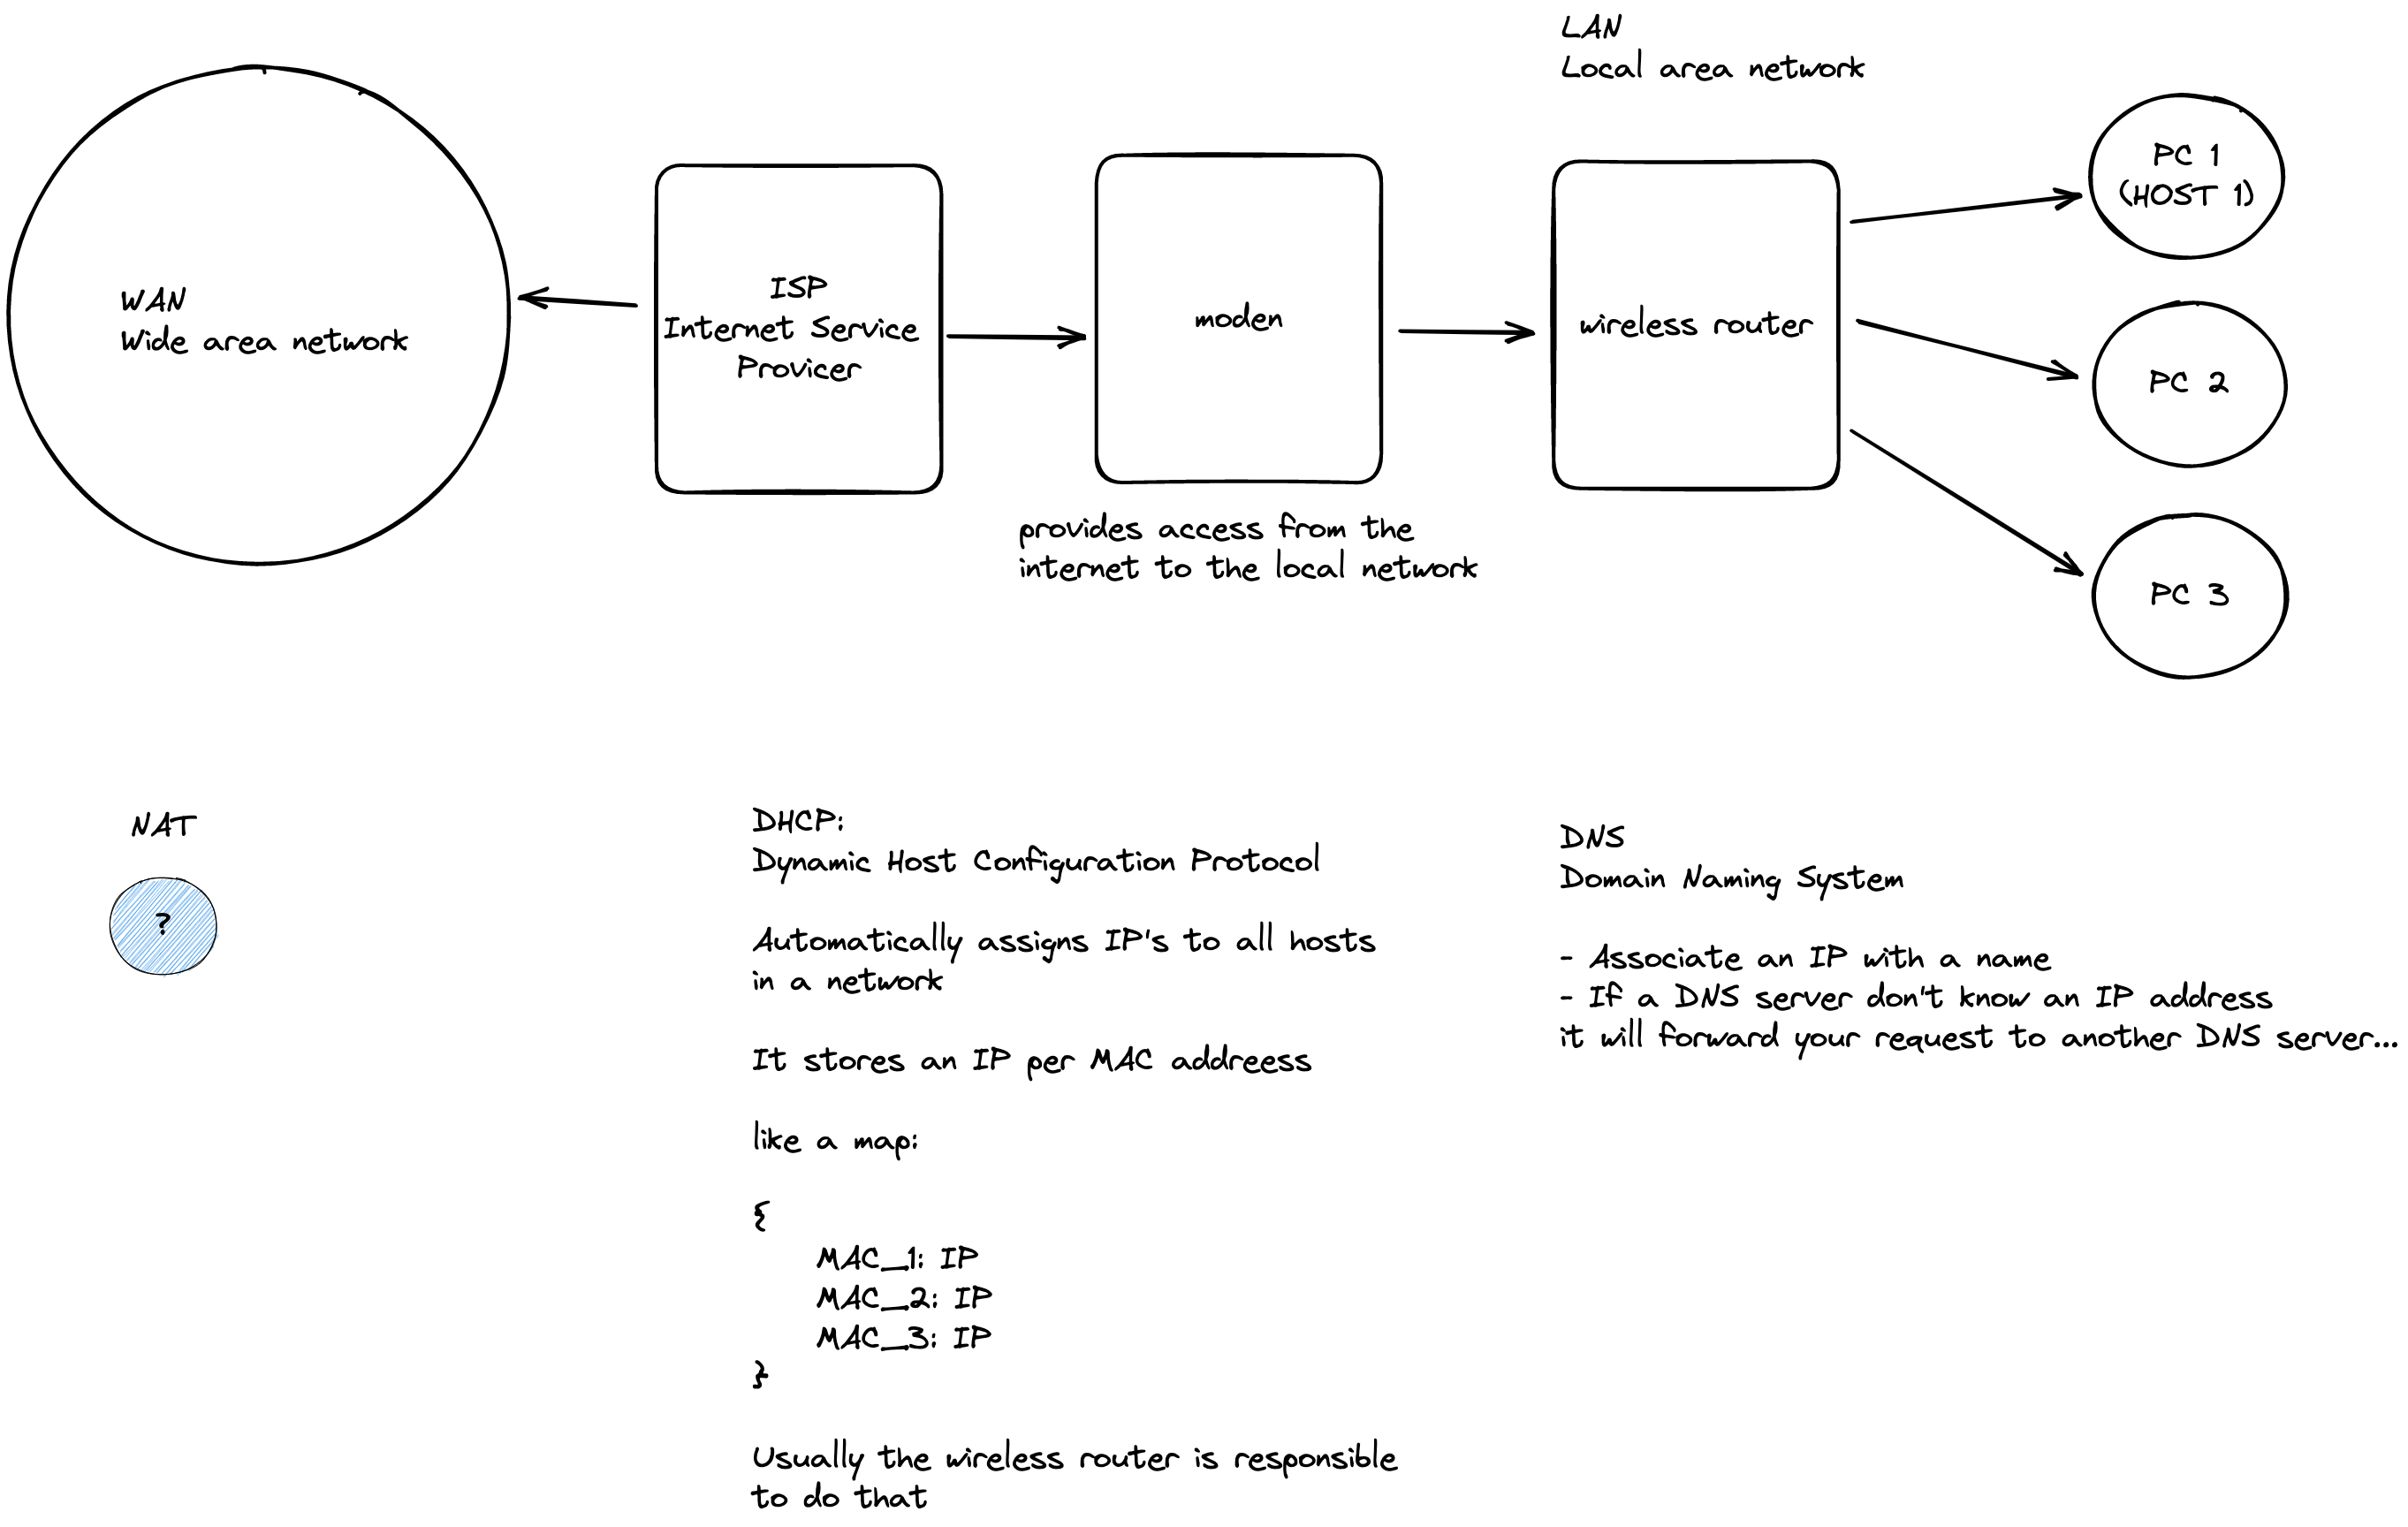 LAN
Local area network
WAN
Wide area network
ISP
Internet Service
Provicer
moden
provides access from the
internet to the local network
wireless router
PC 1
(HOST 1)
PC 2
PC 3
NAT
?
DHCP:
Dynamic Host Configuration Protocol
Automatically assigns IP's to all hosts
in a network
It stores an IP per MAC addreess
like a map:
{
MAC_1: IP
MAC_2: IP
MAC_3: IP
}
Usually the wireless router is responsible
to do that
DNS
Domain Naming System
- Associate an IP with a name
- If a DNS server don't know an IP address
it will forward your request to another DNS server...